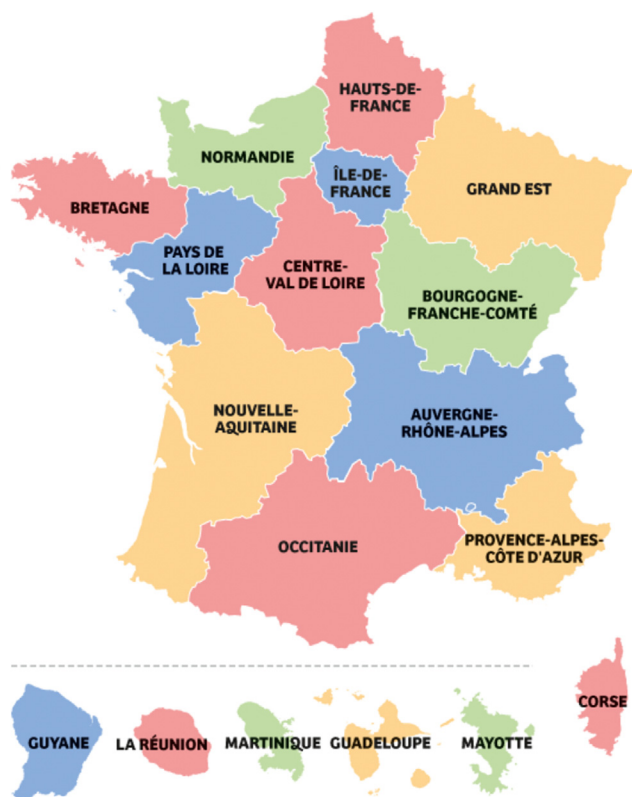 HAUTS-DE-
FRANCE
NORMANDIE
ÎLE-DE-
FRANCE
GRAND EST
BRETAGNE
PAYS DE
LA LOIRE
CENTRE-
VAL DE LOIRE
BOURGOGNE-
FRANCHE-COMTÉ
NOUVELLE-
AQUITAINE
AUVERGNE-
RHÔNE-ALPES
OCCITANIE
PROVENCE-ALPES-
CÔTE D'AZUR
CORSE
GUYANE
LA RÉUNION
MARTINIQUE
GUADELOUPE
MAYOTTE